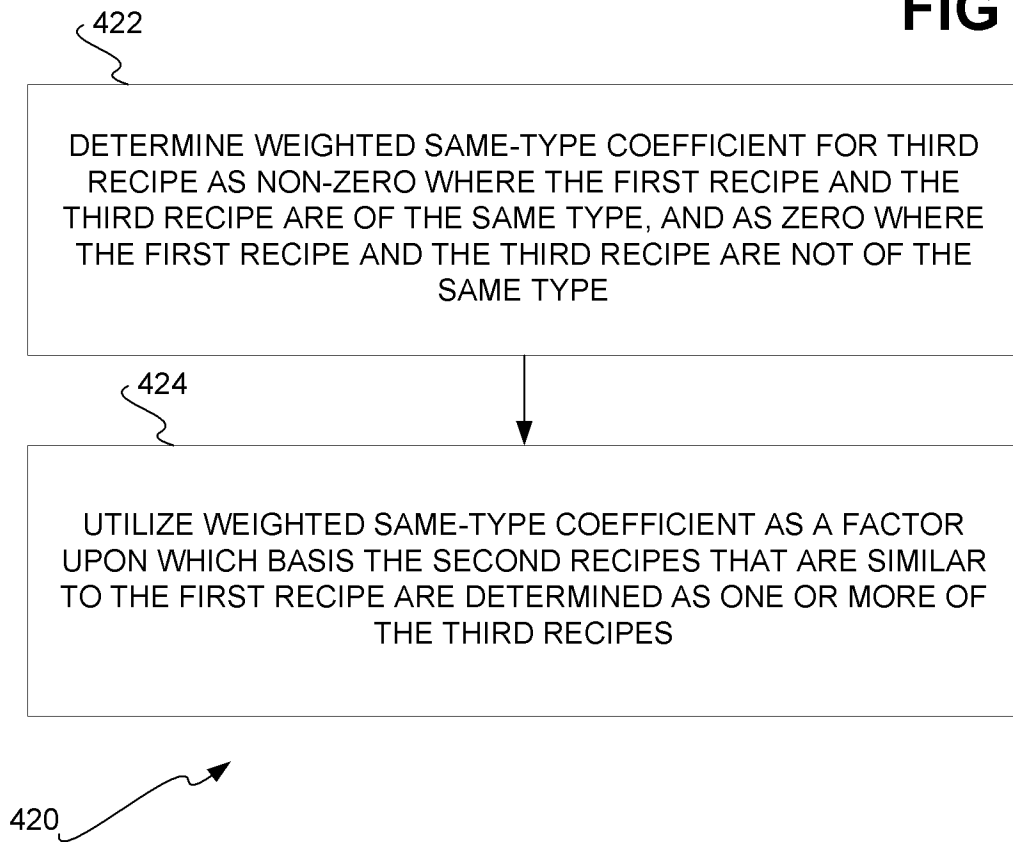 FIG
422
DETERMINE WEIGHTED SAME-TYPE COEFFICIENT FOR THIRD
RECIPE AS NON-ZERO WHERE THE FIRST RECIPE AND THE
THIRD RECIPE ARE OF THE SAME TYPE, AND AS ZERO WHERE
THE FIRST RECIPE AND THE THIRD RECIPE ARE NOT OF THE
SAME TYPE
424
UTILIZE WEIGHTED SAME-TYPE COEFFICIENT AS A FACTOR
UPON WHICH BASIS THE SECOND RECIPES THAT ARE SIMILAR
TO THE FIRST RECIPE ARE DETERMINED AS ONE OR MORE OF
THE THIRD RECIPES
420